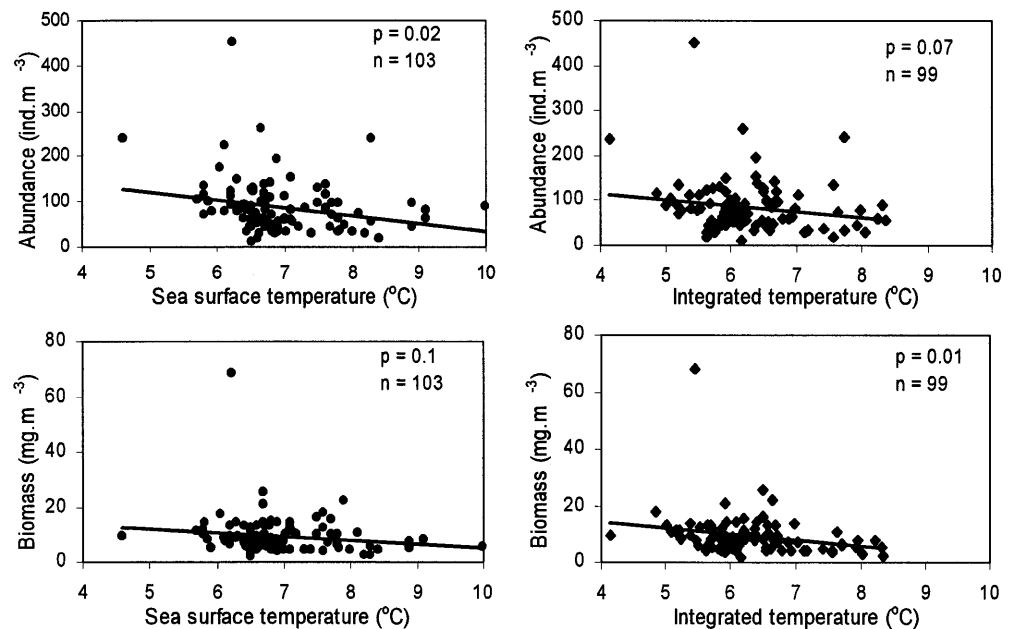 500
400
300
200
100
0
Abundance (ind.m -3)
p = 0.02
n = 103
4 5 6 7 8 9 10
Sea surface temperature (oC)
500
400
300
200
100
0
Abundance (ind.m -3)
p = 0.07
n = 99
4 5 6 7 8 9 10
Integrated temperature (oC)
80
60
40
20
0
Biomass (mg.m -3)
p = 0.1
n = 103
4 5 6 7 8 9 10
Sea surface temperature (oC)
80
60
40
20
0
Biomass (mg.m -3)
p = 0.01
n = 99
4 5 6 7 8 9 10
Integrated temperature (oC)